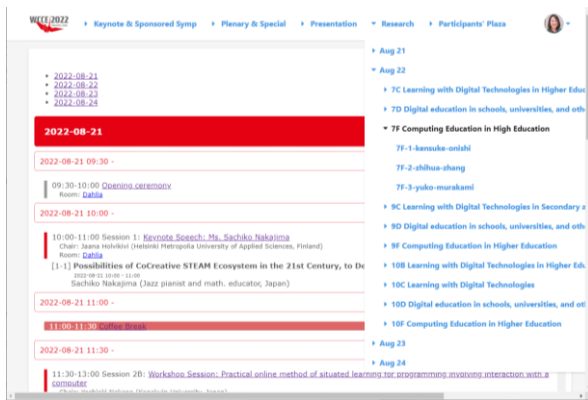 WCCE2022
Keynote & Sponsored Symp
Plenary & Special
Presentation
Research
Participants' Plaza
2022-08-21
2022-08-22
2022-08-23
2022-08-24
2022-08-21
2022-08-21 09:30 -
09:30-10:00 Opening ceremony
Room: Dahlia
2022-08-21 10:00 -
10:00-11:00 Session 1: Keynote Speech: Ms. Sachiko Nakajima
Chair: Jaana Holvikivi (Helsinki Metropolia University of Applied Sciences, Finland)
Room: Dahlia
[1-1] Possibilities of CoCreative STEAM Ecosystem in the 21st Century, to De
2022-08-21 10:00 - 11:00
Sachiko Nakajima (Jazz pianist and math. educator, Japan)
2022-08-21 11:00 -
11:00-11:30 Coffee Break
2022-08-21 11:30 -
11:30-13:00 Session 2B: Workshop Session: Practical online method of situated learning for programming involving interaction with a
computer
Aug 21
Aug 22
7C Learning with Digital Technologies in Higher Educ
7D Digital education in schools, universities, and oth
7F Computing Education in High Education
7F-1-kensuke-onishi
7F-2-zhihua-zhang
7F-3-yuko-murakami
9C Learning with Digital Technologies in Secondary a
9D Digital education in schools, universities, and oth
9F Computing Education in Higher Education
10B Learning with Digital Technologies in Higher Edu
10C Learning with Digital Technologies
10D Digital education in schools, universities, and oth
10F Computing Education in Higher Education
Aug 23
Aug 24